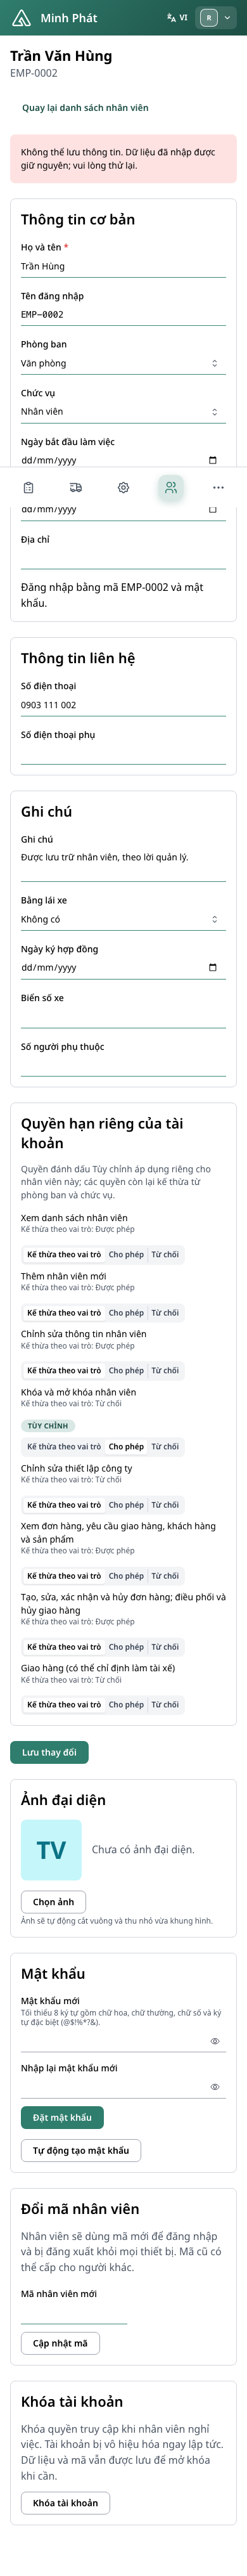 Minh Phát
VI
R
Trần Văn Hùng
EMP-0002
Quay lại danh sách nhân viên
Không thể lưu thông tin. Dữ liệu đã nhập được
giữ nguyên; vui lòng thử lại.
Thông tin cơ bản
Họ và tên *
Trần Hùng
Tên đăng nhập
EMP-0002
Phòng ban
Văn phòng
Chức vụ
Nhân viên
Ngày bắt đầu làm việc
dd/mm/yyyy
dd/mm/yyyy
Địa chỉ
Đăng nhập bằng mã EMP-0002 và mật
khẩu.
Thông tin liên hệ
Số điện thoại
0903 111 002
Số điện thoại phụ
Ghi chú
Ghi chú
Được lưu trữ nhân viên, theo lời quản lý.
Bằng lái xe
Không có
Ngày ký hợp đồng
dd/mm/yyyy
Biển số xe
Số người phụ thuộc
Quyền hạn riêng của tài
khoản
Quyền đánh dấu Tùy chỉnh áp dụng riêng cho
nhân viên này; các quyền còn lại kế thừa từ
phòng ban và chức vụ.
Xem danh sách nhân viên
Kế thừa theo vai trò: Được phép
Kế thừa theo vai trò Cho phép Từ chối
Thêm nhân viên mới
Kế thừa theo vai trò: Được phép
Kế thừa theo vai trò Cho phép Từ chối
Chỉnh sửa thông tin nhân viên
Kế thừa theo vai trò: Được phép
Kế thừa theo vai trò Cho phép Từ chối
Khóa và mở khóa nhân viên
Kế thừa theo vai trò: Từ chối
TÙY CHỈNH
Kế thừa theo vai trò Cho phép Từ chối
Chỉnh sửa thiết lập công ty
Kế thừa theo vai trò: Từ chối
Kế thừa theo vai trò Cho phép Từ chối
Xem đơn hàng, yêu cầu giao hàng, khách hàng
và sản phẩm
Kế thừa theo vai trò: Được phép
Kế thừa theo vai trò Cho phép Từ chối
Tạo, sửa, xác nhận và hủy đơn hàng; điều phối và
hủy giao hàng
Kế thừa theo vai trò: Được phép
Kế thừa theo vai trò Cho phép Từ chối
Giao hàng (có thể chỉ định làm tài xế)
Kế thừa theo vai trò: Từ chối
Kế thừa theo vai trò Cho phép Từ chối
Lưu thay đổi
Ảnh đại diện
TV
Chưa có ảnh đại diện.
Chọn ảnh
Ảnh sẽ tự động cắt vuông và thu nhỏ vừa khung hình.
Mật khẩu
Mật khẩu mới
Tối thiểu 8 ký tự gồm chữ hoa, chữ thường, chữ số và ký
tự đặc biệt (@$!%*?&).
Nhập lại mật khẩu mới
Đặt mật khẩu
Tự động tạo mật khẩu
Đổi mã nhân viên
Nhân viên sẽ dùng mã mới để đăng nhập
và bị đăng xuất khỏi mọi thiết bị. Mã cũ có
thể cấp cho người khác.
Mã nhân viên mới
Cập nhật mã
Khóa tài khoản
Khóa quyền truy cập khi nhân viên nghỉ
việc. Tài khoản bị vô hiệu hóa ngay lập tức.
Dữ liệu và mã vẫn được lưu để mở khóa
khi cần.
Khóa tài khoản